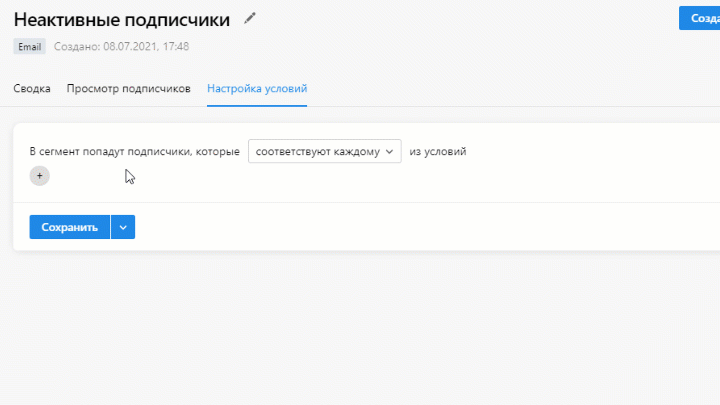 Неактивные подписчики
Email Создано: 08.07.2021, 17:48
Сводка Просмотр подписчиков Настройка условий
В сегмент попадут подписчики, которые соответствуют каждому из условий
+
Сохранить